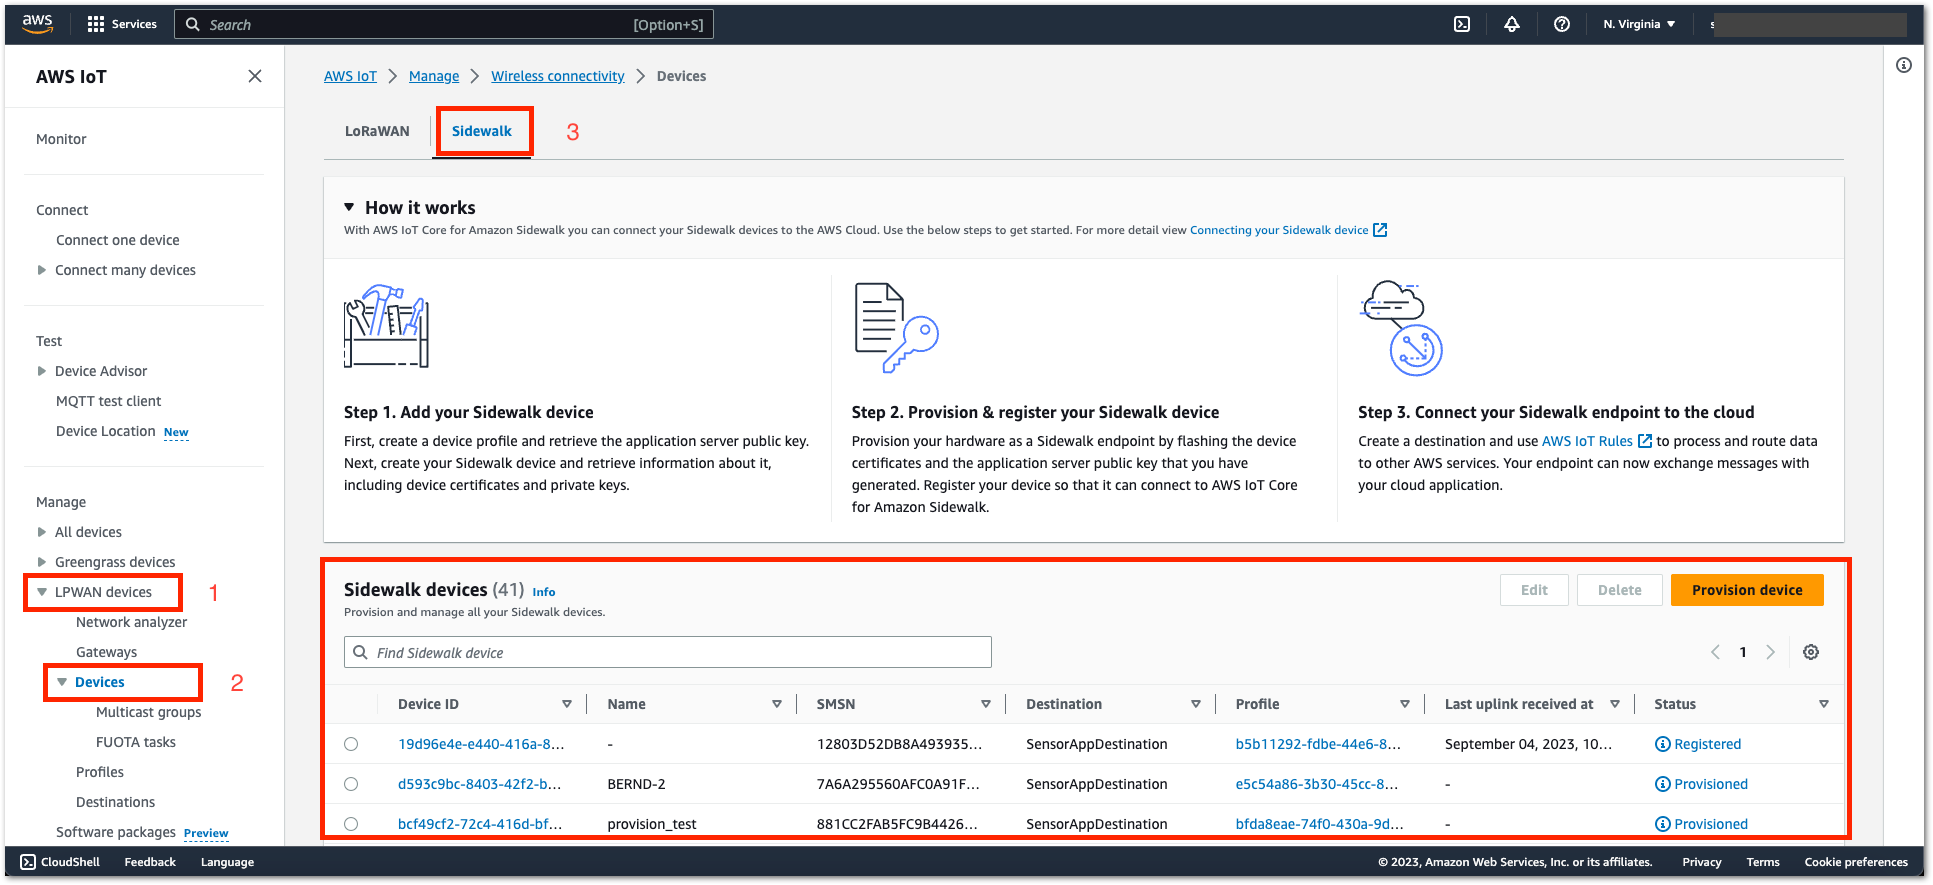 aws Services Search [Option+S] N. Virginia
AWS IoT
Monitor
Connect
Connect one device
Connect many devices
Test
Device Advisor
MQTT test client
Device Location New
Manage
All devices
Greengrass devices
LPWAN devices 1
Network analyzer
Gateways
Devices 2
Multicast groups
FUOTA tasks
Profiles
Destinations
Software packages Preview
AWS IoT Manage Wireless connectivity Devices
LoRaWAN Sidewalk 3
How it works
With AWS IoT Core for Amazon Sidewalk you can connect your Sidewalk devices to the AWS Cloud. Use the below steps to get started. For more detail view Connecting your Sidewalk device
Step 1. Add your Sidewalk device
First, create a device profile and retrieve the application server public key.
Next, create your Sidewalk device and retrieve information about it,
including device certificates and private keys.
Step 2. Provision & register your Sidewalk device
Provision your hardware as a Sidewalk endpoint by flashing the device
certificates and the application server public key that you have
generated. Register your device so that it can connect to AWS IoT Core
for Amazon Sidewalk.
Step 3. Connect your Sidewalk endpoint to the cloud
Create a destination and use AWS IoT Rules to process and route data
to other AWS services. Your endpoint can now exchange messages with
your cloud application.
Sidewalk devices (41) Info
Provision and manage all your Sidewalk devices.
Edit Delete Provision device
Find Sidewalk device
1
Device ID Name SMSN Destination Profile Last uplink received at Status
19d96e4e-e440-416a-8... - 12803D52DB8A493935... SensorAppDestination b5b11292-fdbe-44e6-8... September 04, 2023, 10... Registered
d593c9bc-8403-42f2-b... BERND-2 7A6A295560AFC0A91F... SensorAppDestination e5c54a86-3b30-45cc-8... - Provisioned
bcf49cf2-72c4-416d-bf... provision_test 881CC2FAB5FC9B4426... SensorAppDestination bfda8eae-74f0-430a-9d... - Provisioned
CloudShell Feedback Language © 2023, Amazon Web Services, Inc. or its affiliates. Privacy Terms Cookie preferences